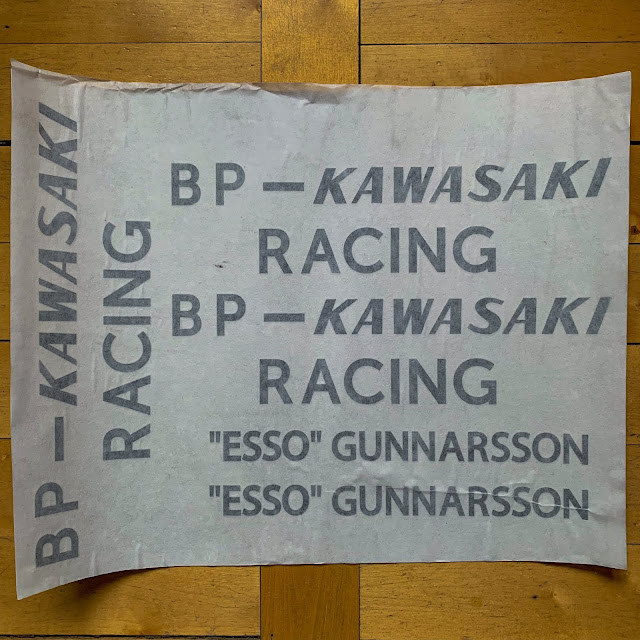 BP – KAWASAKI
RACING
BP – KAWASAKI
RACING
BP – KAWASAKI
RACING
"ESSO" GUNNARSSON
"ESSO" GUNNARSSON